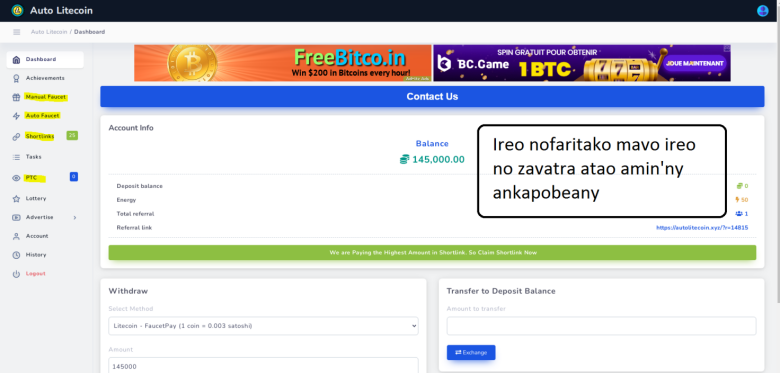 Auto Litecoin
Auto Litecoin / Dashboard
Dashboard
Achievements
Manual Faucet
Auto Faucet
Shortlinks 25
Tasks
PTC 0
Lottery
Advertise
Account
History
Logout
FreeBitco.in
Win $200 in Bitcoins every hour!
SPIN GRATUIT POUR OBTENIR
BC.Game
1 BTC
JOUE MAINTENANT
Contact Us
Account Info
Balance
145,000.00
Ireo nofaritako mavo ireo
no zavatra atao amin'ny
ankapobeany
Deposit balance 0
Energy 50
Total referral 1
Referral link https://autolitecoin.xyz/?r=14815
We are Paying the Highest Amount in Shortlink. So Claim Shortlink Now
Withdraw
Select Method
Litecoin - FaucetPay (1 coin = 0.003 satoshi)
Amount
145000
Transfer to Deposit Balance
Amount to transfer
Exchange